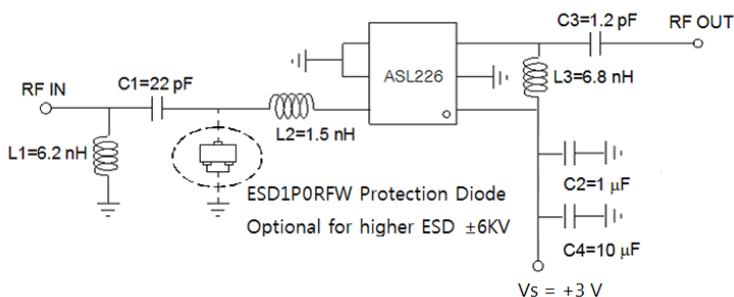 C3=1.2 pF
RF OUT
ASL226
L3=6.8 nH
RF IN
C1=22 pF
L2=1.5 nH
L1=6.2 nH
C2=1 μF
ESD1P0RFW Protection Diode
Optional for higher ESD ±6KV
C4=10 μF
Vs = +3 V